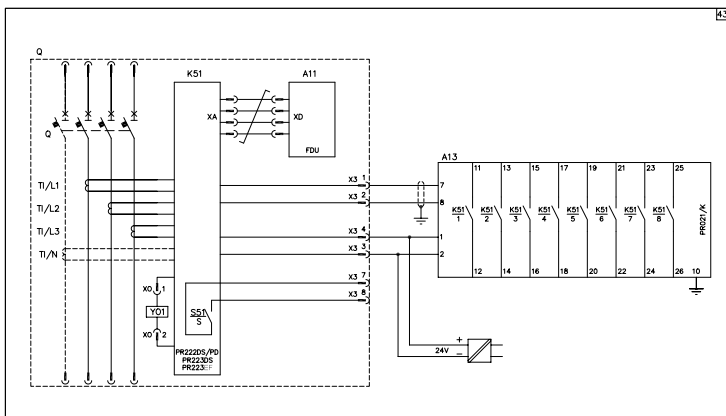 43
Q
K51
A11
XA
XD
FDU
Q
A13
11 13 15 17 19 21 23 25
TI/L1
X3 1
7
X3 2
8
TI/L2
K51 1
K51 2
K51 3
K51 4
K51 5
K51 6
K51 7
K51 8
PR021/K
TI/L3
X3 4
1
TI/N
X3 3
2
12 14 16 18 20 22 24 26 10
X3 7
X0 1
X3 8
Y01
S51 S
X0 2
PR222DS/PD
PR223DS
PR223EF
+
24V
−